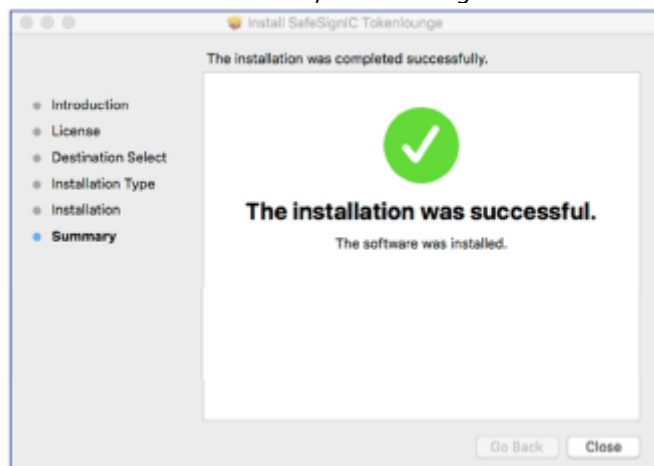 Install SafeSignIC Tokenlounge
The installation was completed successfully.
Introduction
License
Destination Select
Installation Type
Installation
Summary
The installation was successful.
The software was installed.
Go Back
Close